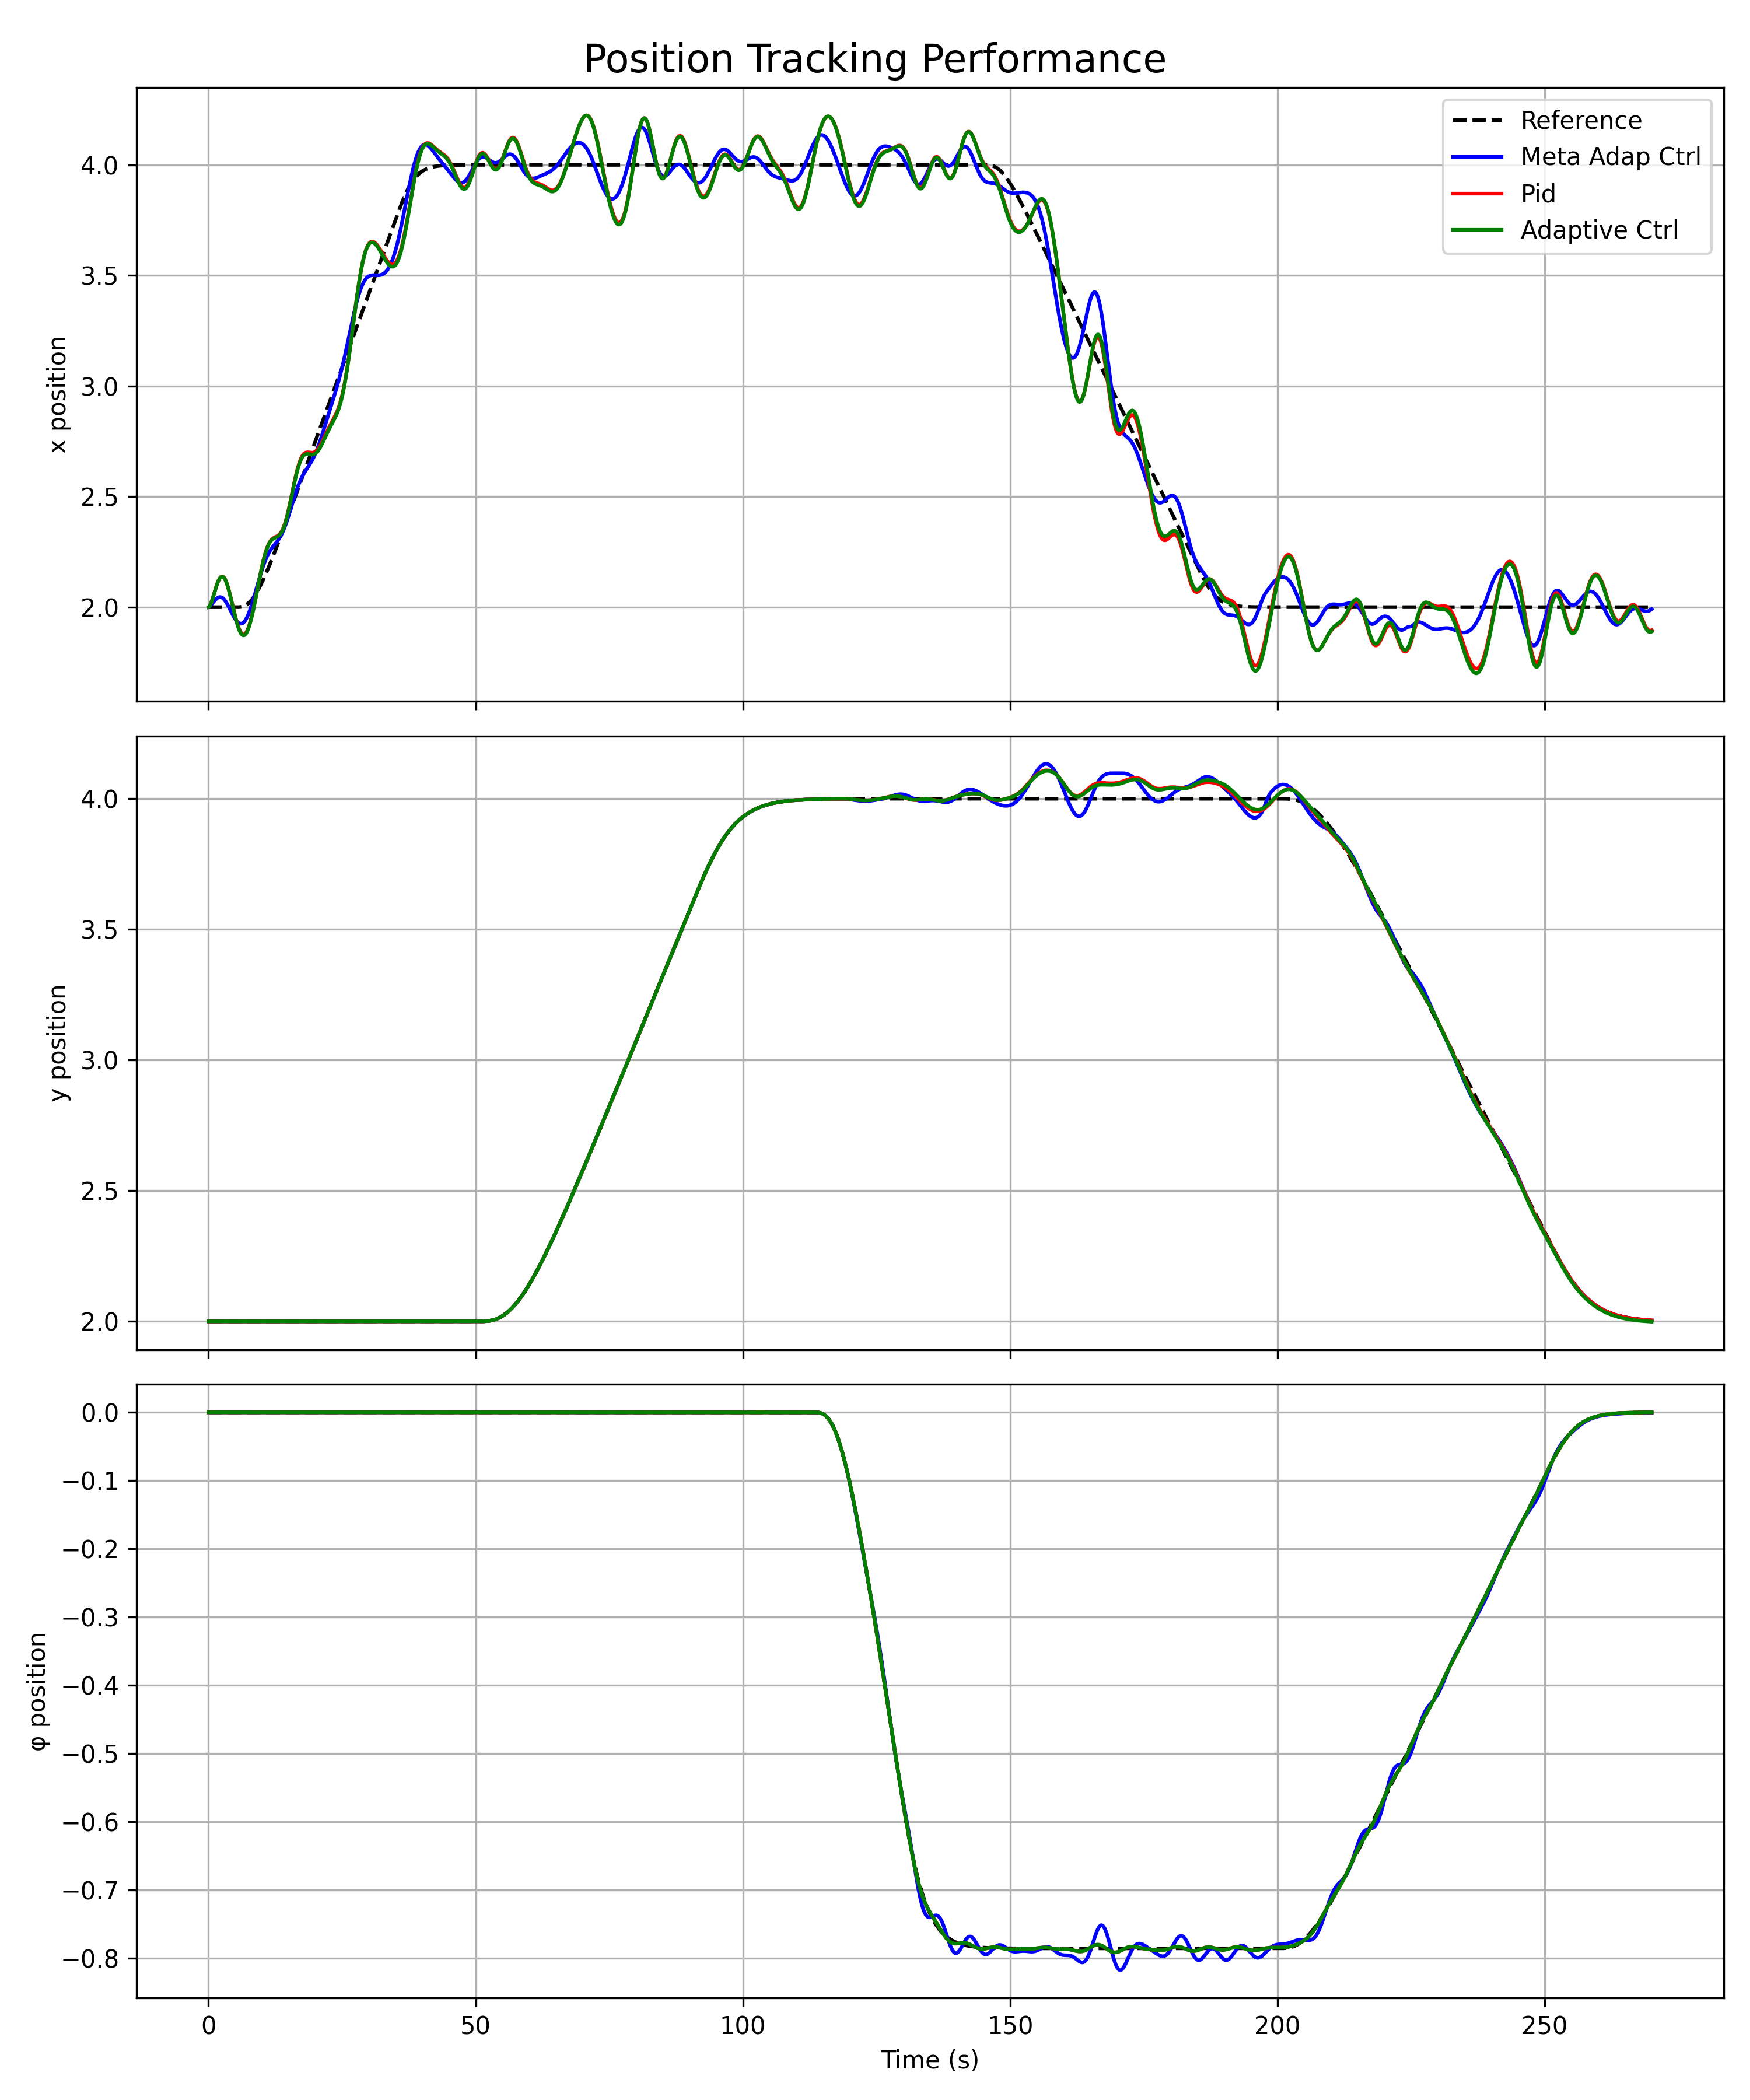 Position Tracking Performance
Reference
Meta Adap Ctrl
Pid
Adaptive Ctrl
x position
4.0
3.5
3.0
2.5
2.0
y position
4.0
3.5
3.0
2.5
2.0
φ position
0.0
−0.1
−0.2
−0.3
−0.4
−0.5
−0.6
−0.7
−0.8
0 50 100 150 200 250
Time (s)